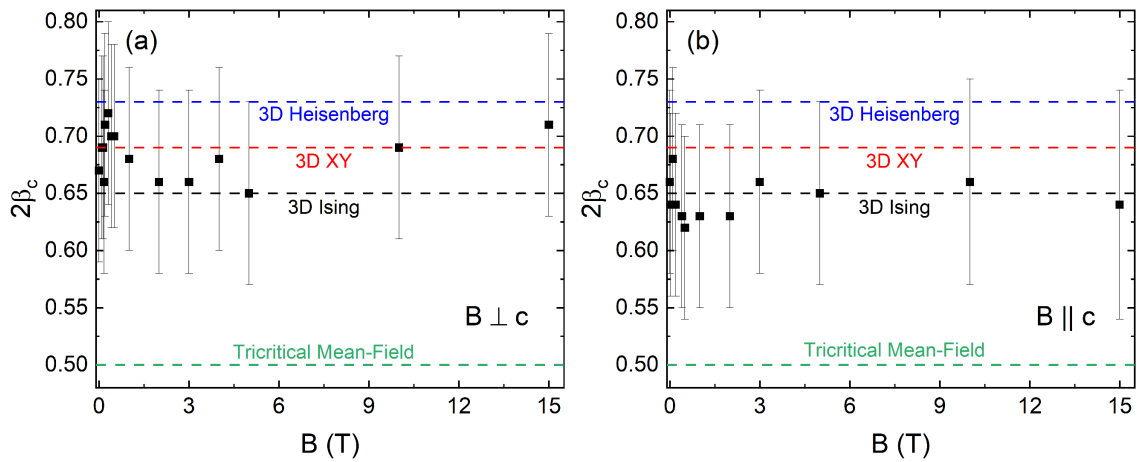 (a)
0.80
0.75
0.70
0.65
0.60
0.55
0.50
2βc
3D Heisenberg
3D XY
3D Ising
B ⊥ c
Tricritical Mean-Field
0 3 6 9 12 15
B (T)
(b)
0.80
0.75
0.70
0.65
0.60
0.55
0.50
2βc
3D Heisenberg
3D XY
3D Ising
B || c
Tricritical Mean-Field
0 3 6 9 12 15
B (T)